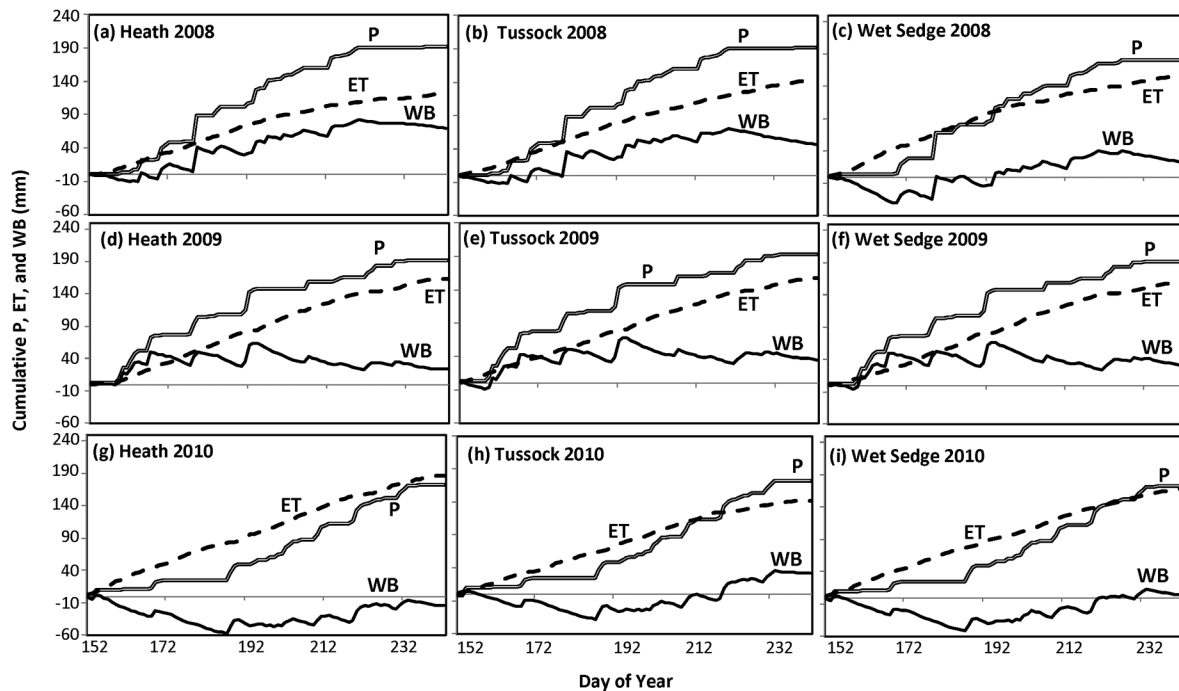 Cumulative P, ET, and WB (mm)
240
190
140
90
40
-10
-60
(a) Heath 2008
P
ET
WB
(b) Tussock 2008
P
ET
WB
(c) Wet Sedge 2008
P
ET
WB
240
190
140
90
40
-10
-60
(d) Heath 2009
P
ET
WB
(e) Tussock 2009
P
ET
WB
(f) Wet Sedge 2009
P
ET
WB
240
190
140
90
40
-10
-60
(g) Heath 2010
ET
P
WB
(h) Tussock 2010
P
ET
WB
(i) Wet Sedge 2010
P
ET
WB
152 172 192 212 232
152 172 192 212 232
152 172 192 212 232
Day of Year